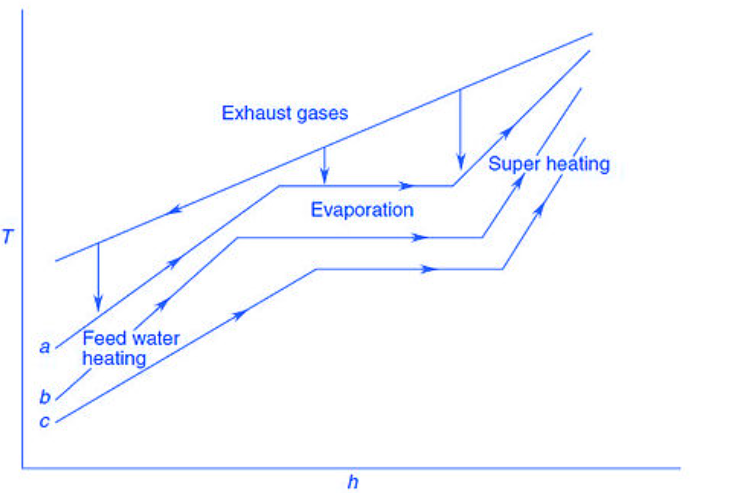 Exhaust gases
Super heating
Evaporation
T
a
Feed water
heating
b
c
h